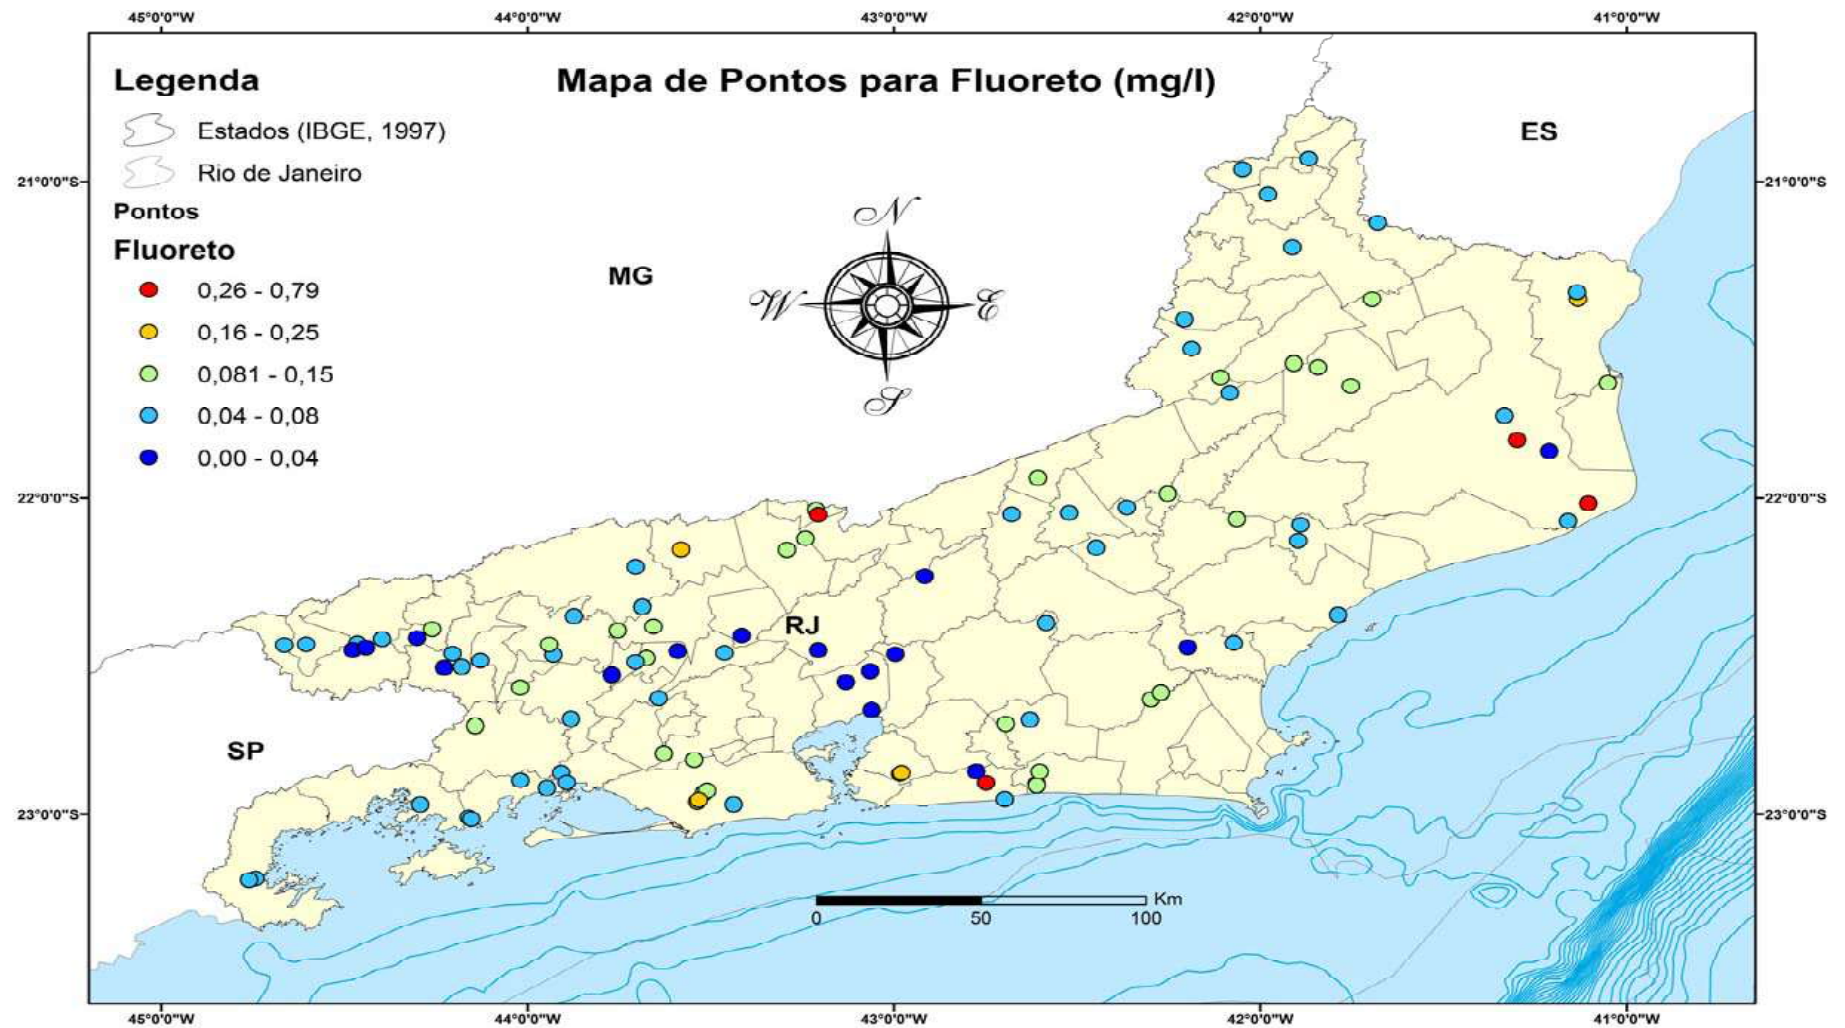 45°0'0"W 44°0'0"W 43°0'0"W 42°0'0"W 41°0'0"W
Legenda
Mapa de Pontos para Fluoreto (mg/l)
Estados (IBGE, 1997)
ES
Rio de Janeiro
21°0'0"S 21°0'0"S
Pontos
N
Fluoreto
MG
0,26 - 0,79
W E
0,16 - 0,25
0,081 - 0,15
S
0,04 - 0,08
0,00 - 0,04
22°0'0"S 22°0'0"S
RJ
SP
23°0'0"S 23°0'0"S
Km
0 50 100
45°0'0"W 44°0'0"W 43°0'0"W 42°0'0"W 41°0'0"W